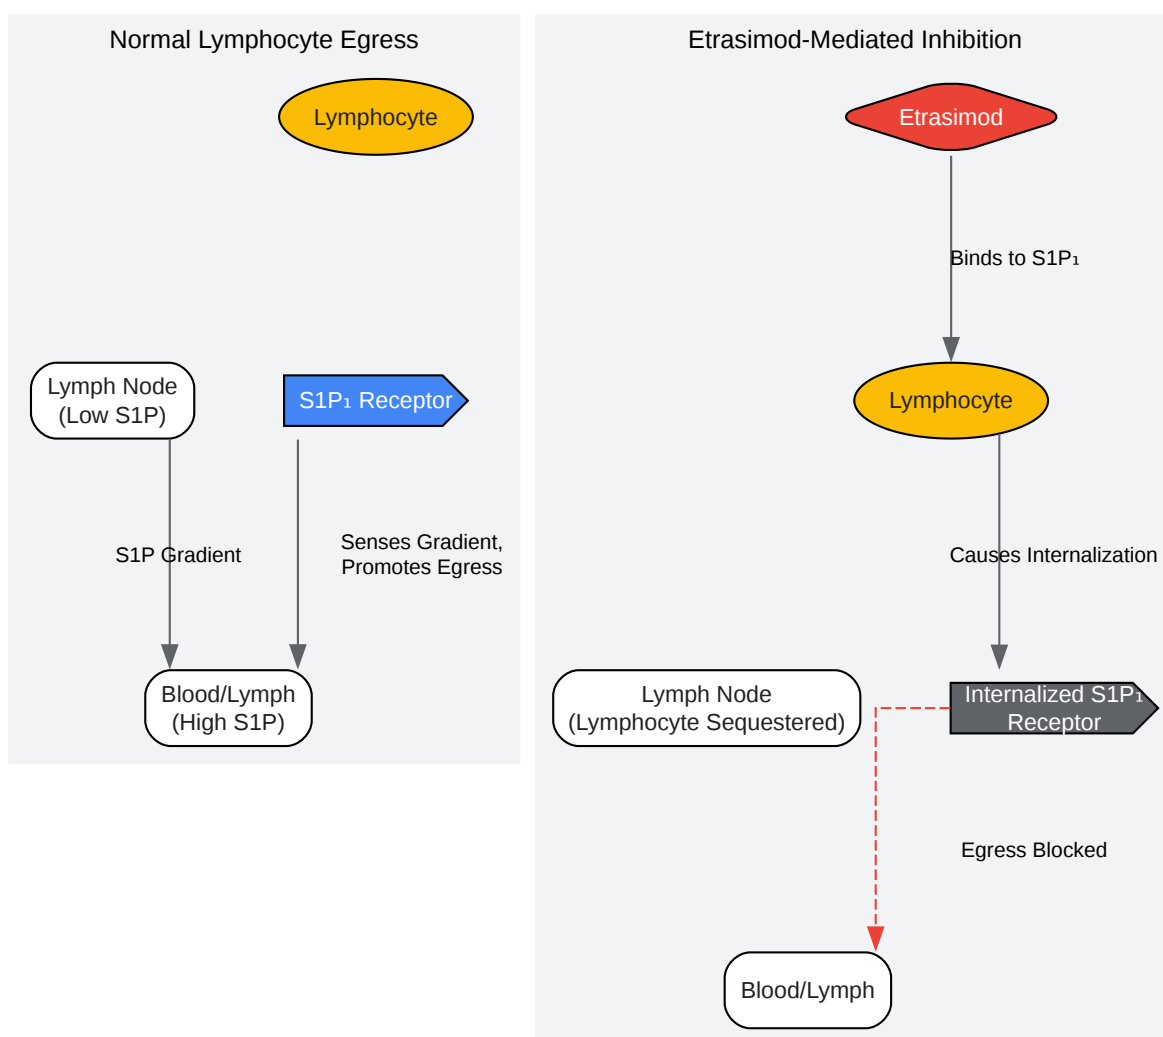 Normal Lymphocyte Egress
Lymphocyte
Lymph Node
(Low S1P)
S1P₁ Receptor
S1P Gradient
Senses Gradient,
Promotes Egress
Blood/Lymph
(High S1P)
Etrasimod-Mediated Inhibition
Etrasimod
Binds to S1P₁
Lymphocyte
Causes Internalization
Lymph Node
(Lymphocyte Sequestered)
Internalized S1P₁
Receptor
Egress Blocked
Blood/Lymph